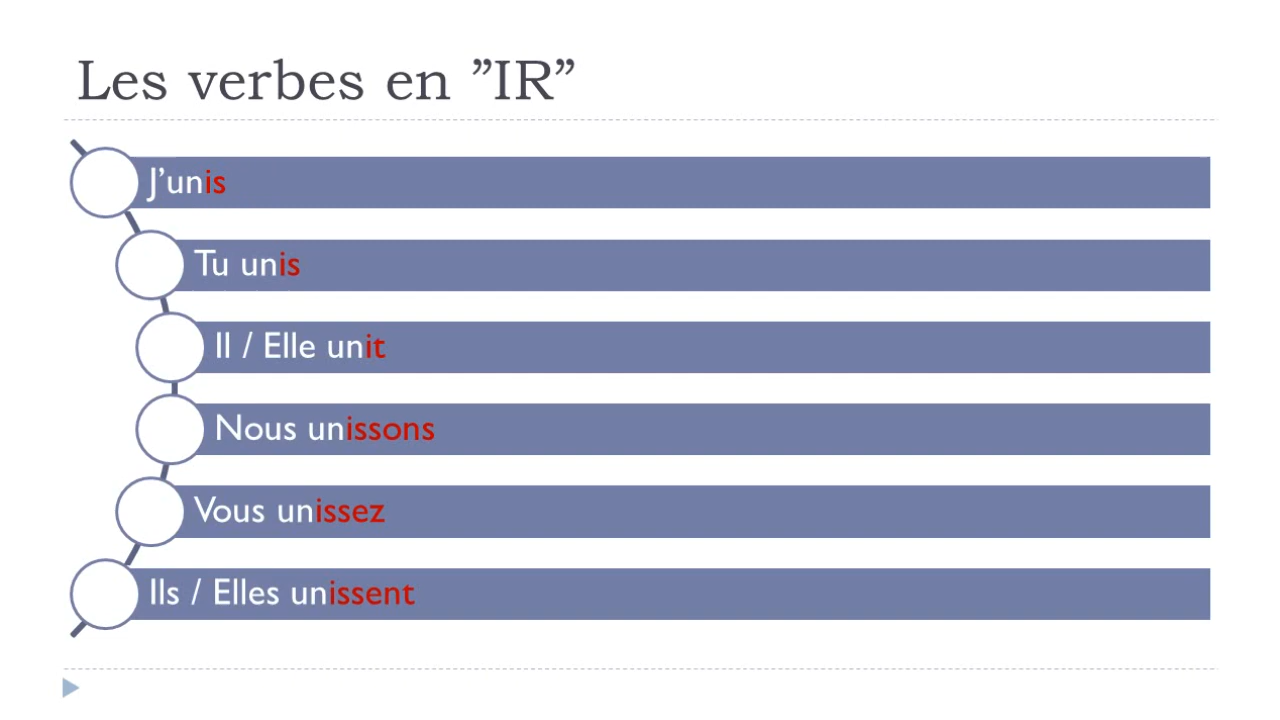 Les verbes en ”IR”
J’unis
Tu unis
Il / Elle unit
Nous unissons
Vous unissez
Ils / Elles unissent